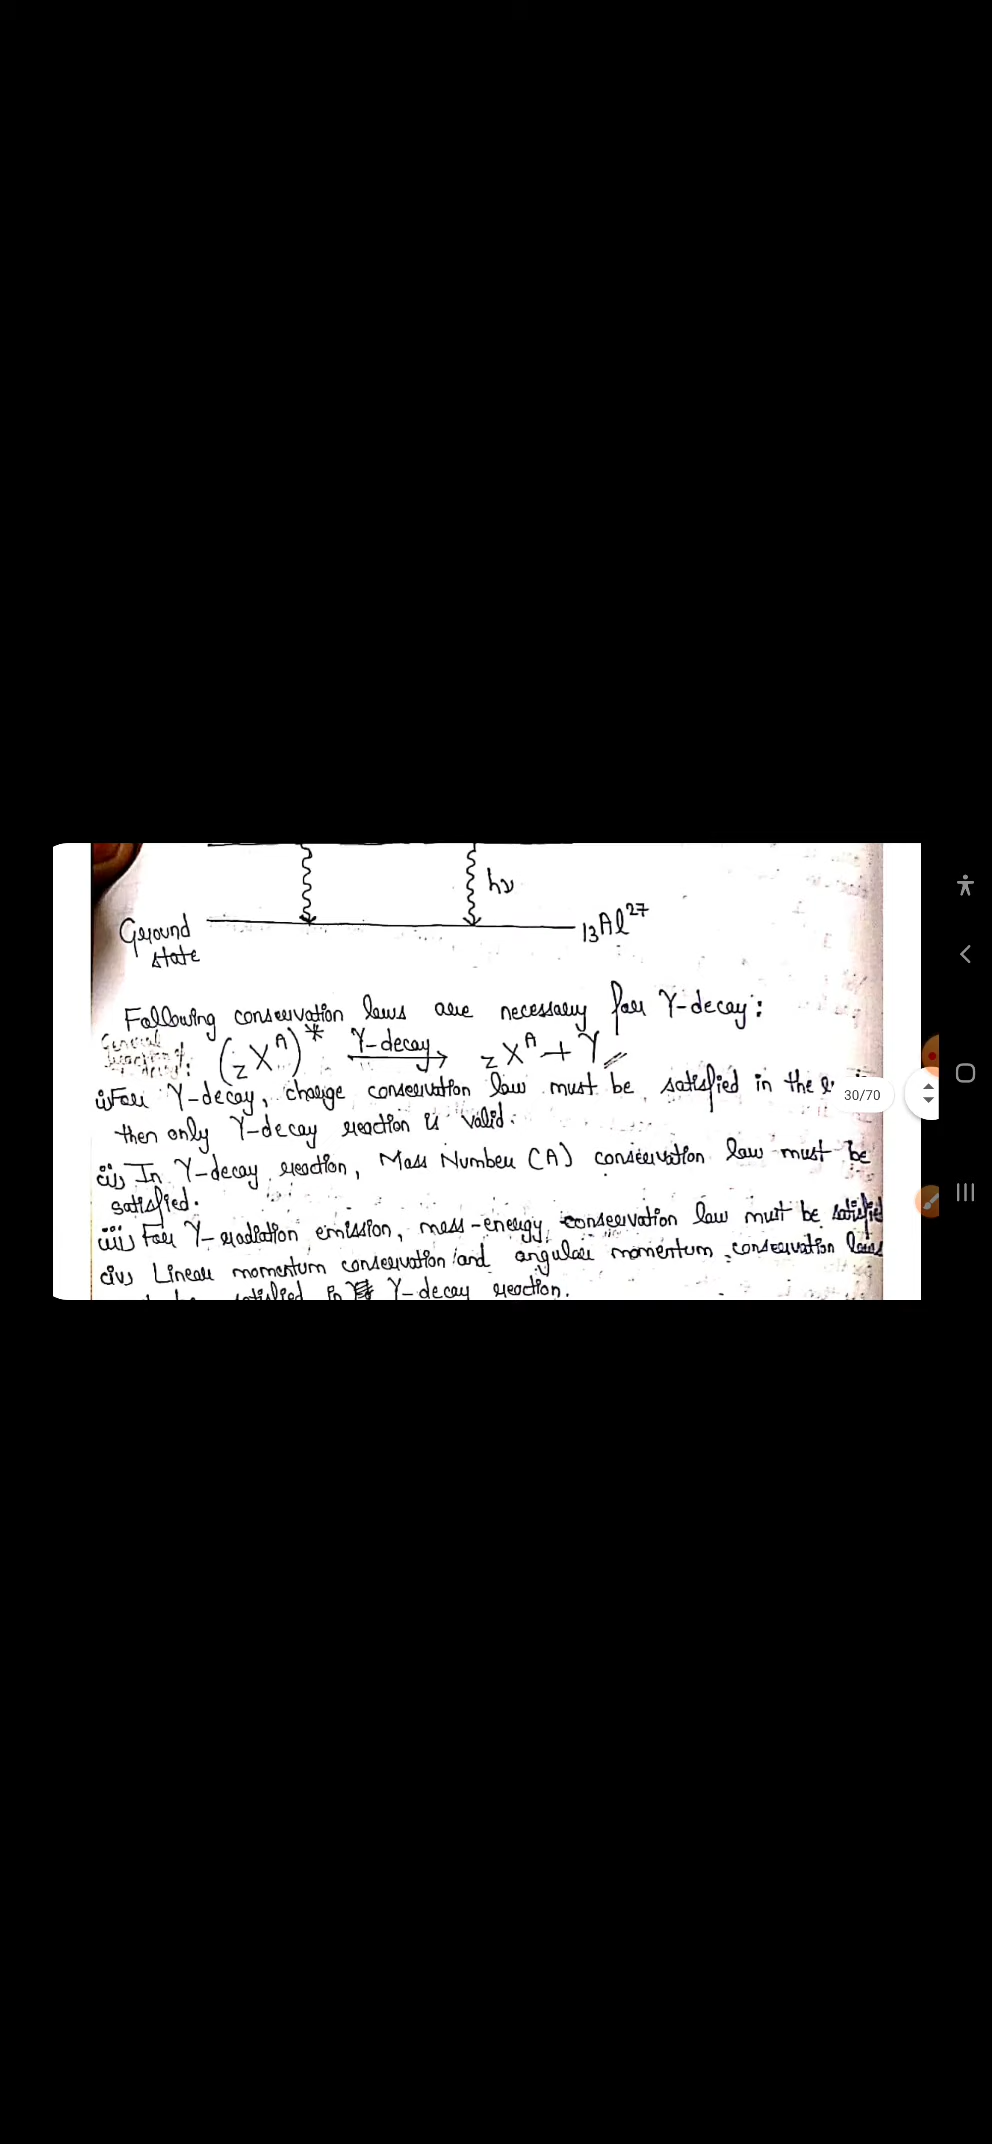 hν
Ground
state
₁₃Al²⁷
Following conservation laws are necessary for γ-decay:
General
(zXᴬ)* γ-decay → zXᴬ + γ
i) For γ-decay, charge conservation law must be satisfied in the
30/70
then only γ-decay reaction is valid.
ii) In γ-decay reaction, Mass Number (A) conservation law must be
satisfied.
iii) For γ-radiation emission, mass-energy conservation law must be satisfied
iv) Linear momentum conservation and angular momentum conservation laws
satisfied in γ-decay reaction.